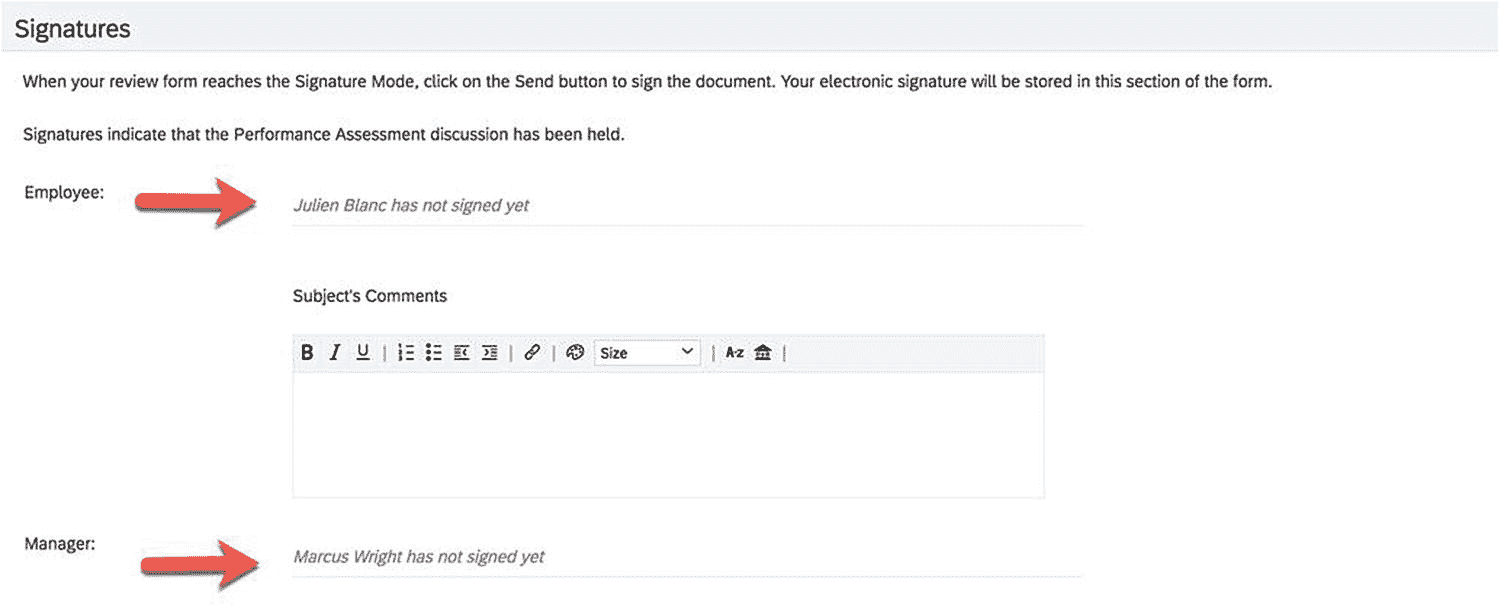 Signatures
When your review form reaches the Signature Mode, click on the Send button to sign the document. Your electronic signature will be stored in this section of the form.
Signatures indicate that the Performance Assessment discussion has been held.
Employee:
Julien Blanc has not signed yet
Subject's Comments
B I U | | | Size | A-z |
Manager:
Marcus Wright has not signed yet